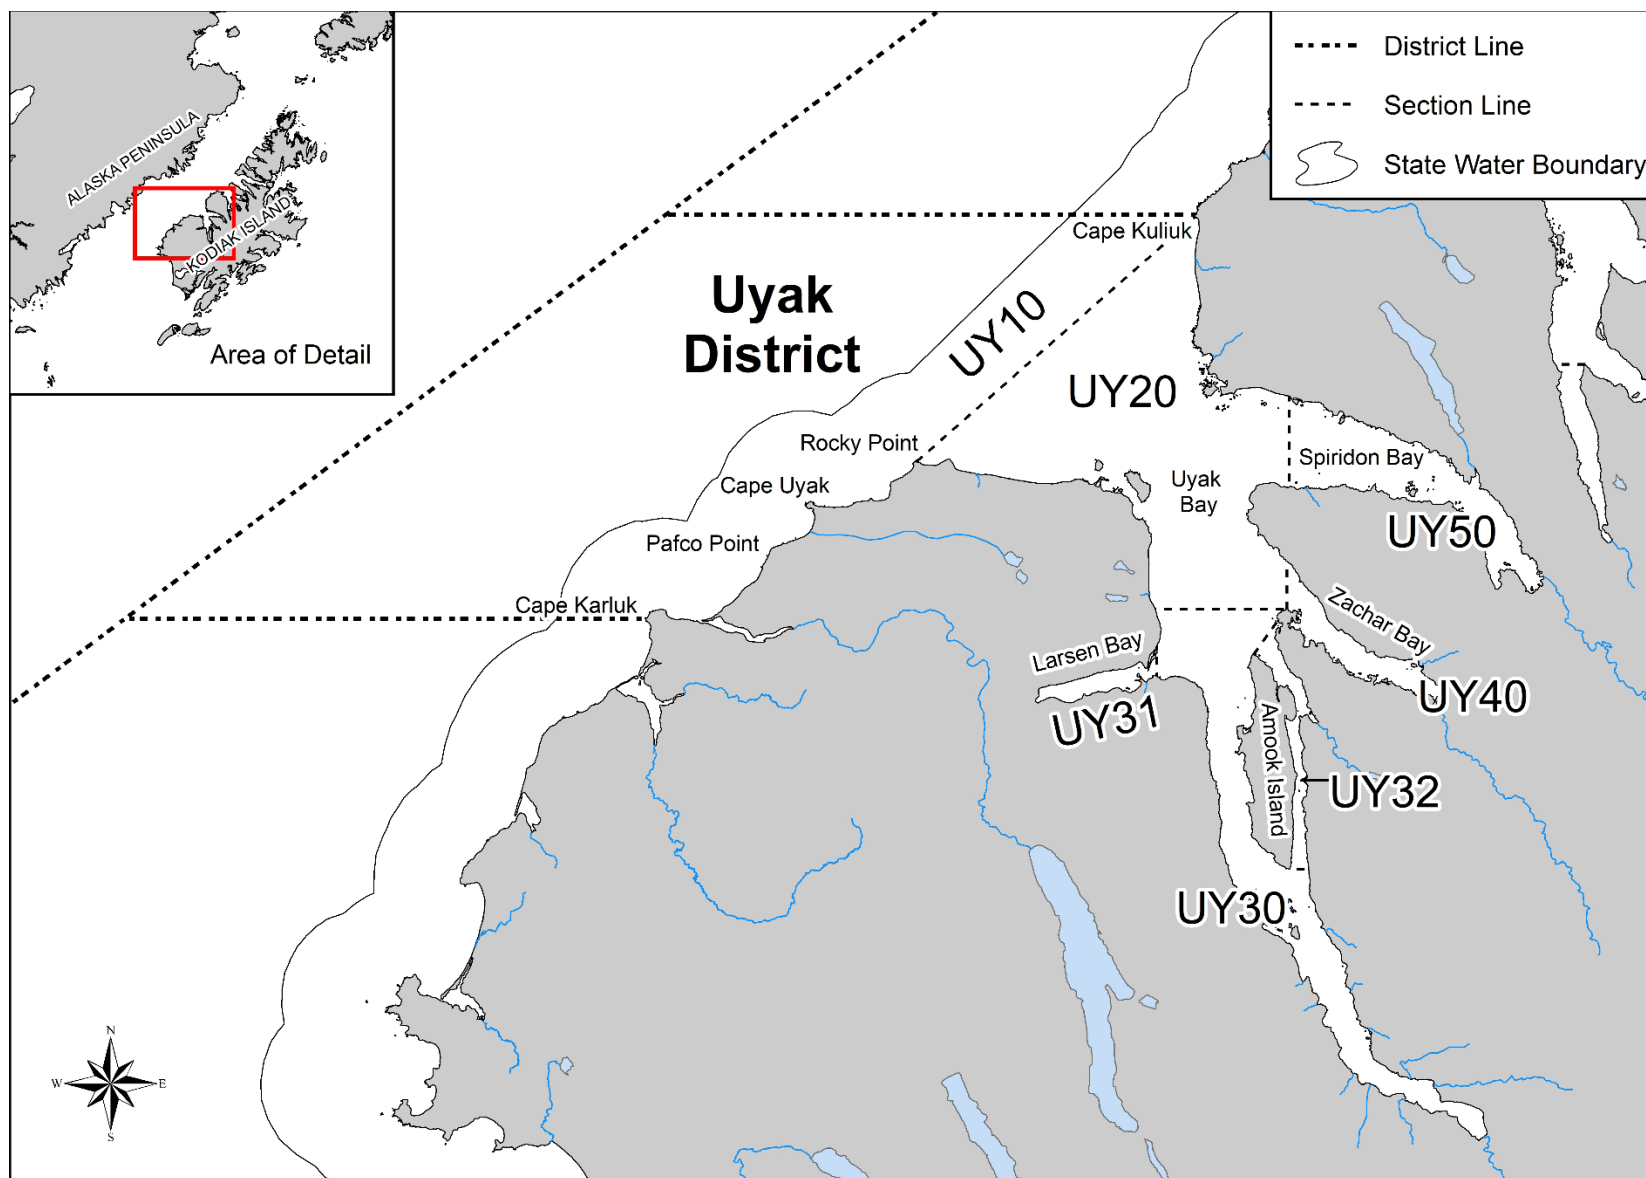 ALASKA PENINSULA
KODIAK ISLAND
Area of Detail
District Line
Section Line
State Water Boundary
Cape Kuliuk
Uyak
District
UY10
UY20
Rocky Point
Spiridon Bay
Cape Uyak
Uyak
Bay
UY50
Pafco Point
Cape Karluk
Zachar Bay
Larsen Bay
UY40
UY31
Amook Island
UY32
UY30
N
W
E
S